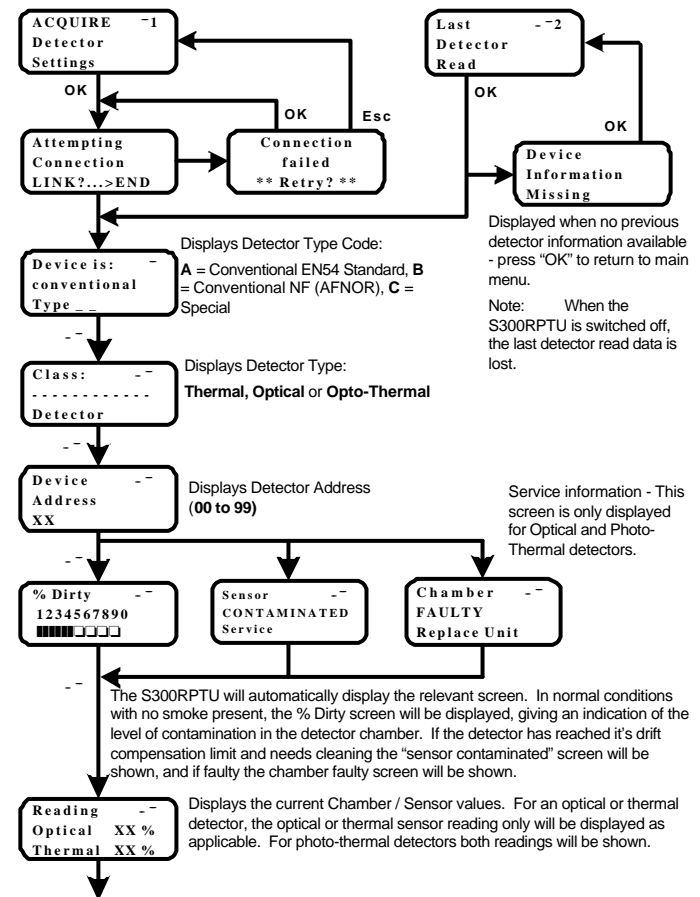 ACQUIRE -1
Detector
Settings
Last - -2
Detector
Read
OK
OK
Esc
OK
OK
Attempting
Connection
LINK?...>END
Connection
failed
** Retry? **
Device
Information
Missing
Displayed when no previous
detector information available
- press “OK” to return to main
menu.
Note: When the
S300RPTU is switched off,
the last detector read data is
lost.
Device is: -
conventional
Type _ _
Displays Detector Type Code:
A = Conventional EN54 Standard, B
= Conventional NF (AFNOR), C =
Special
- -
Class: - -
- - - - - - - - - - - -
Detector
Displays Detector Type:
Thermal, Optical or Opto-Thermal
- -
Device - -
Address
XX
Displays Detector Address
(00 to 99)
Service information - This
screen is only displayed
for Optical and Photo-
Thermal detectors.
- -
% Dirty - -
1234567890
Sensor - -
CONTAMINATED
Service
Chamber - -
FAULTY
Replace Unit
- -
The S300RPTU will automatically display the relevant screen. In normal conditions
with no smoke present, the % Dirty screen will be displayed, giving an indication of the
level of contamination in the detector chamber. If the detector has reached it’s drift
compensation limit and needs cleaning the “sensor contaminated” screen will be
shown, and if faulty the chamber faulty screen will be shown.
Reading - -
Optical XX %
Thermal XX %
Displays the current Chamber / Sensor values. For an optical or thermal
detector, the optical or thermal sensor reading only will be displayed as
applicable. For photo-thermal detectors both readings will be shown.